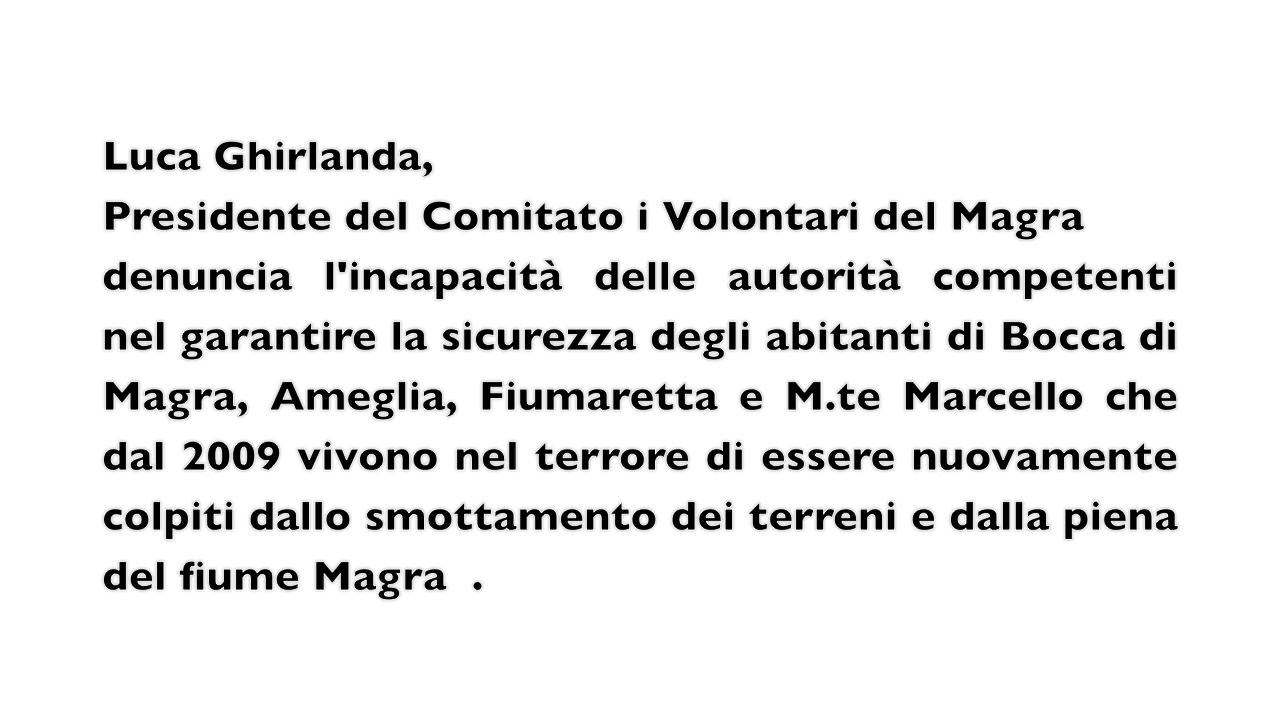 Luca Ghirlanda,
Presidente del Comitato i Volontari del Magra
denuncia l'incapacità delle autorità competenti
nel garantire la sicurezza degli abitanti di Bocca di
Magra, Ameglia, Fiumaretta e M.te Marcello che
dal 2009 vivono nel terrore di essere nuovamente
colpiti dallo smottamento dei terreni e dalla piena
del fiume Magra  .